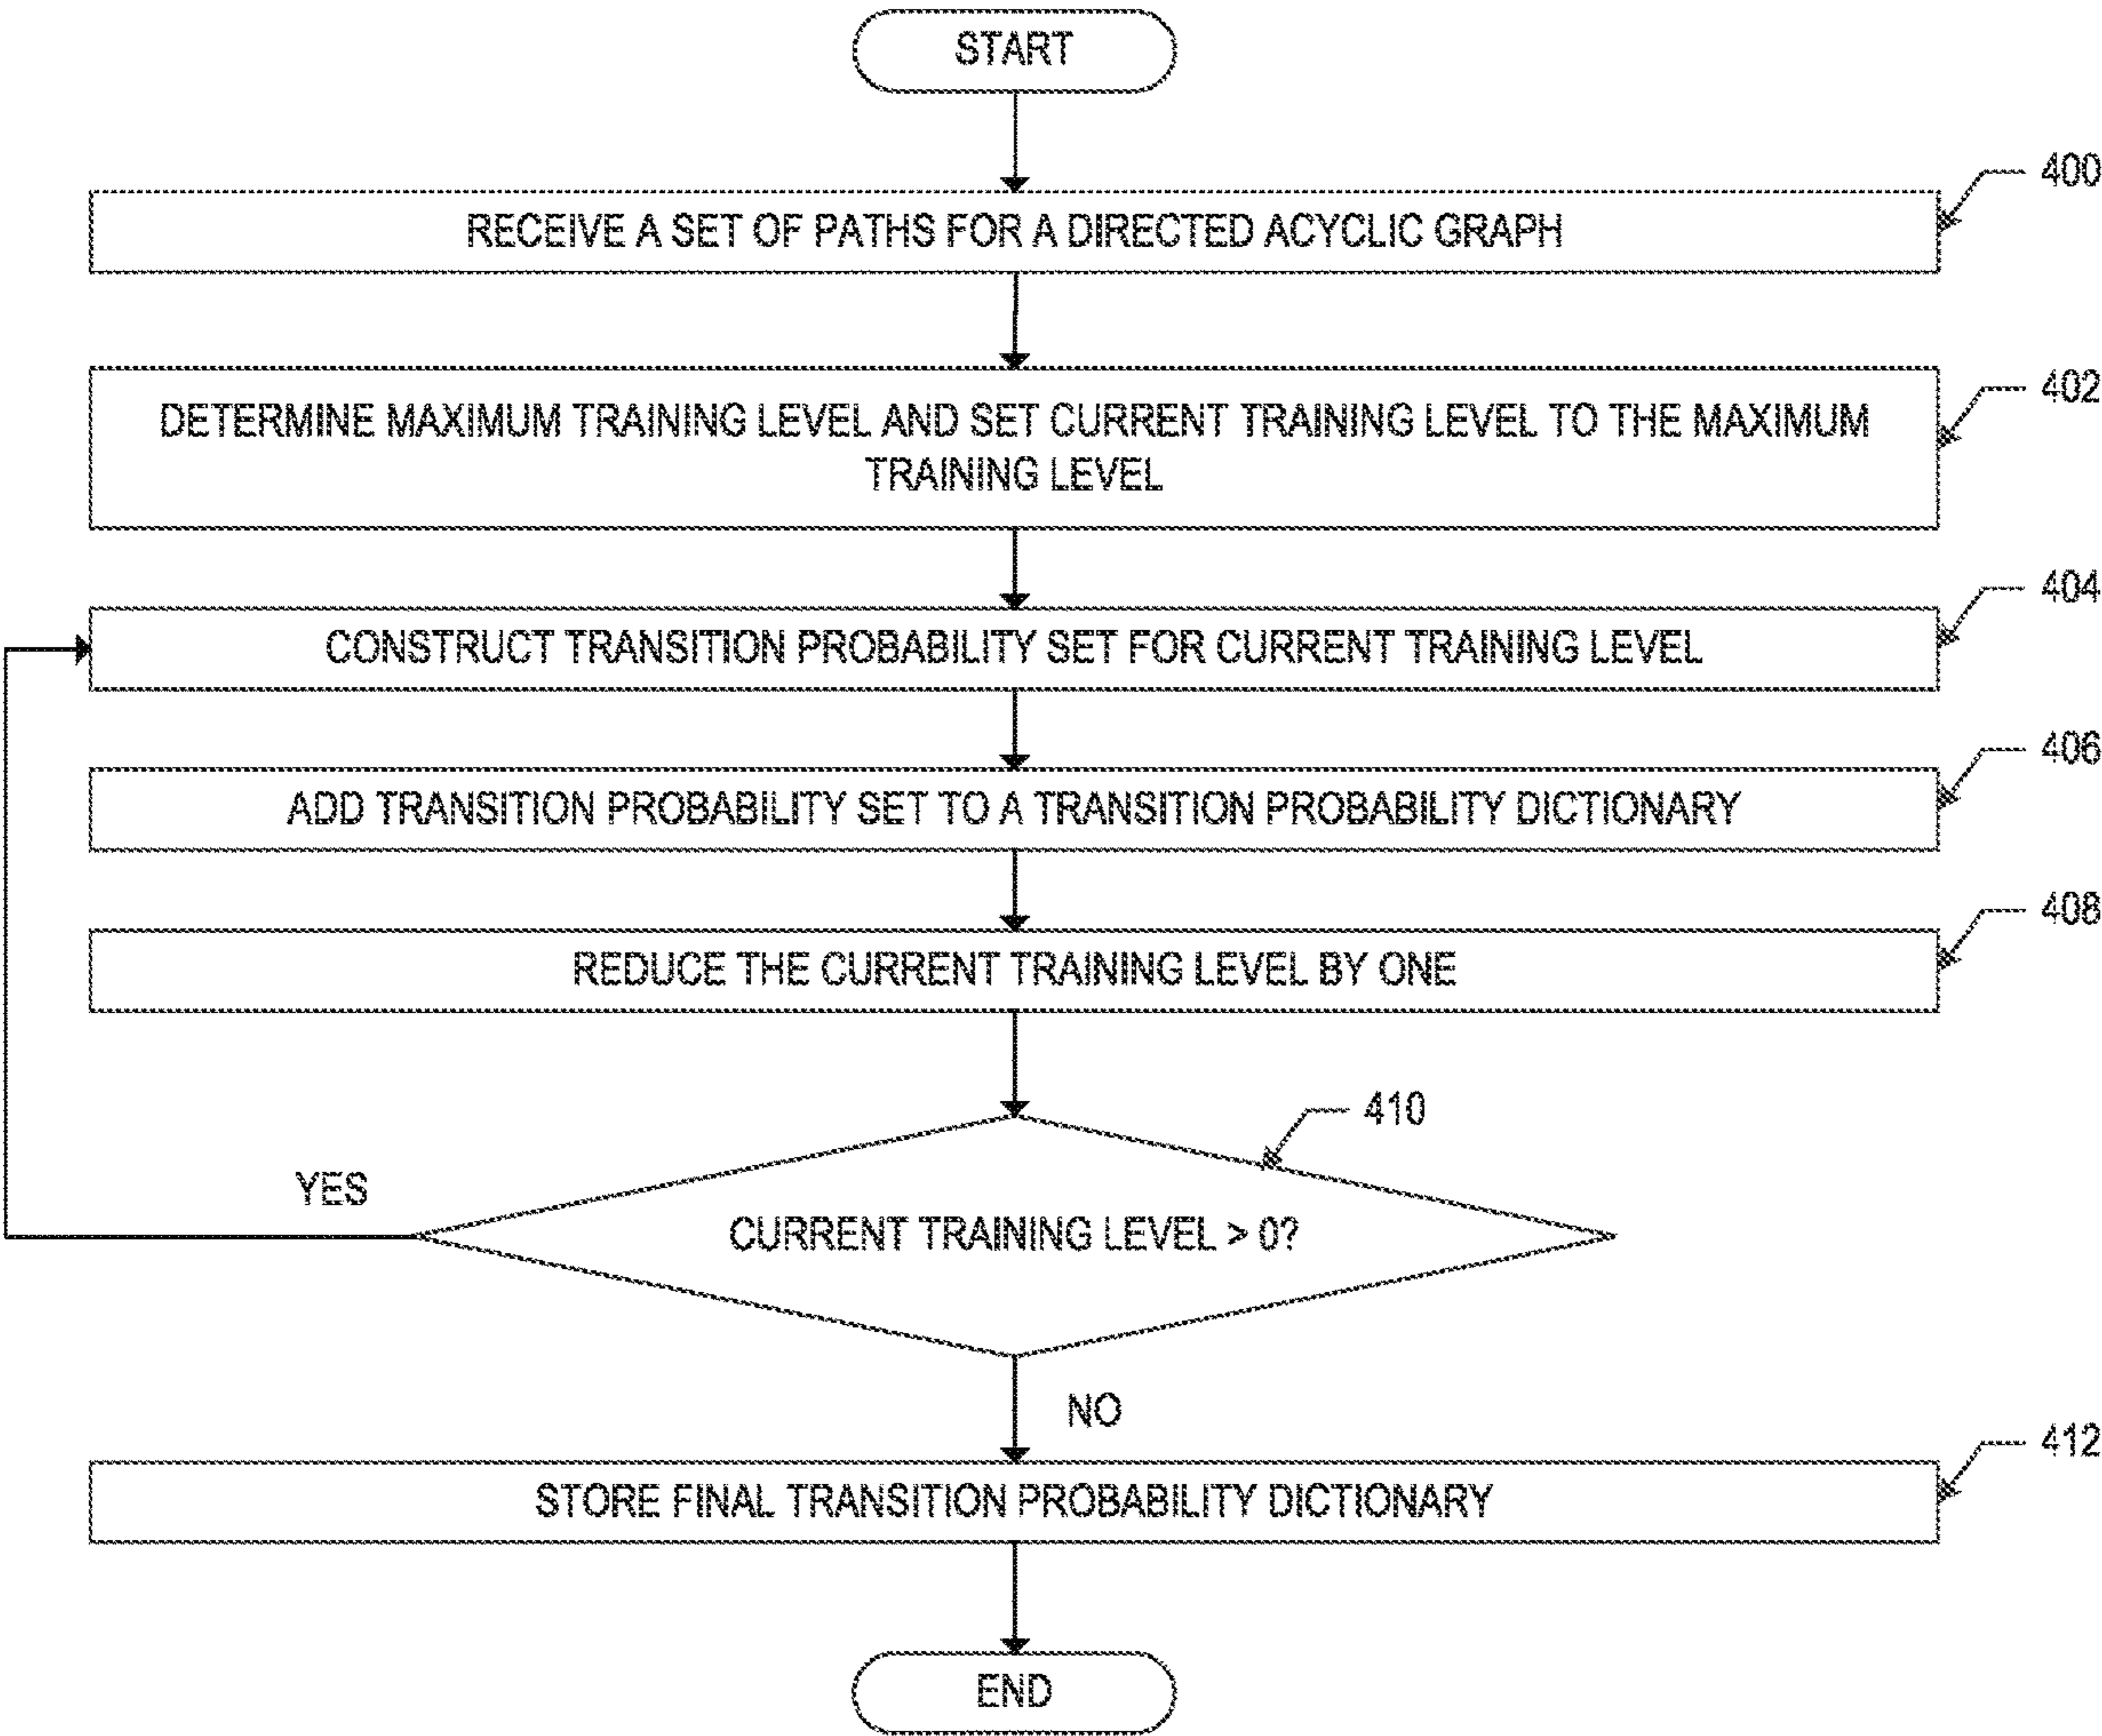 START
400
RECEIVE A SET OF PATHS FOR A DIRECTED ACYCLIC GRAPH
402
DETERMINE MAXIMUM TRAINING LEVEL AND SET CURRENT TRAINING LEVEL TO THE MAXIMUM
TRAINING LEVEL
404
CONSTRUCT TRANSITION PROBABILITY SET FOR CURRENT TRAINING LEVEL
406
ADD TRANSITION PROBABILITY SET TO A TRANSITION PROBABILITY DICTIONARY
408
REDUCE THE CURRENT TRAINING LEVEL BY ONE
410
YES
CURRENT TRAINING LEVEL > 0?
NO
412
STORE FINAL TRANSITION PROBABILITY DICTIONARY
END